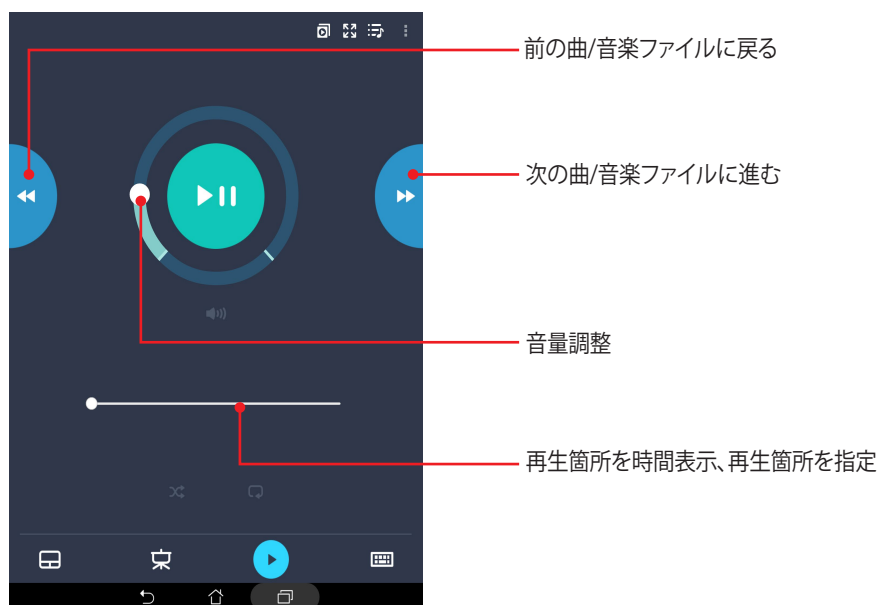 前の曲/音楽ファイルに戻る
次の曲/音楽ファイルに進む
音量調整
再生箇所を時間表示、再生箇所を指定